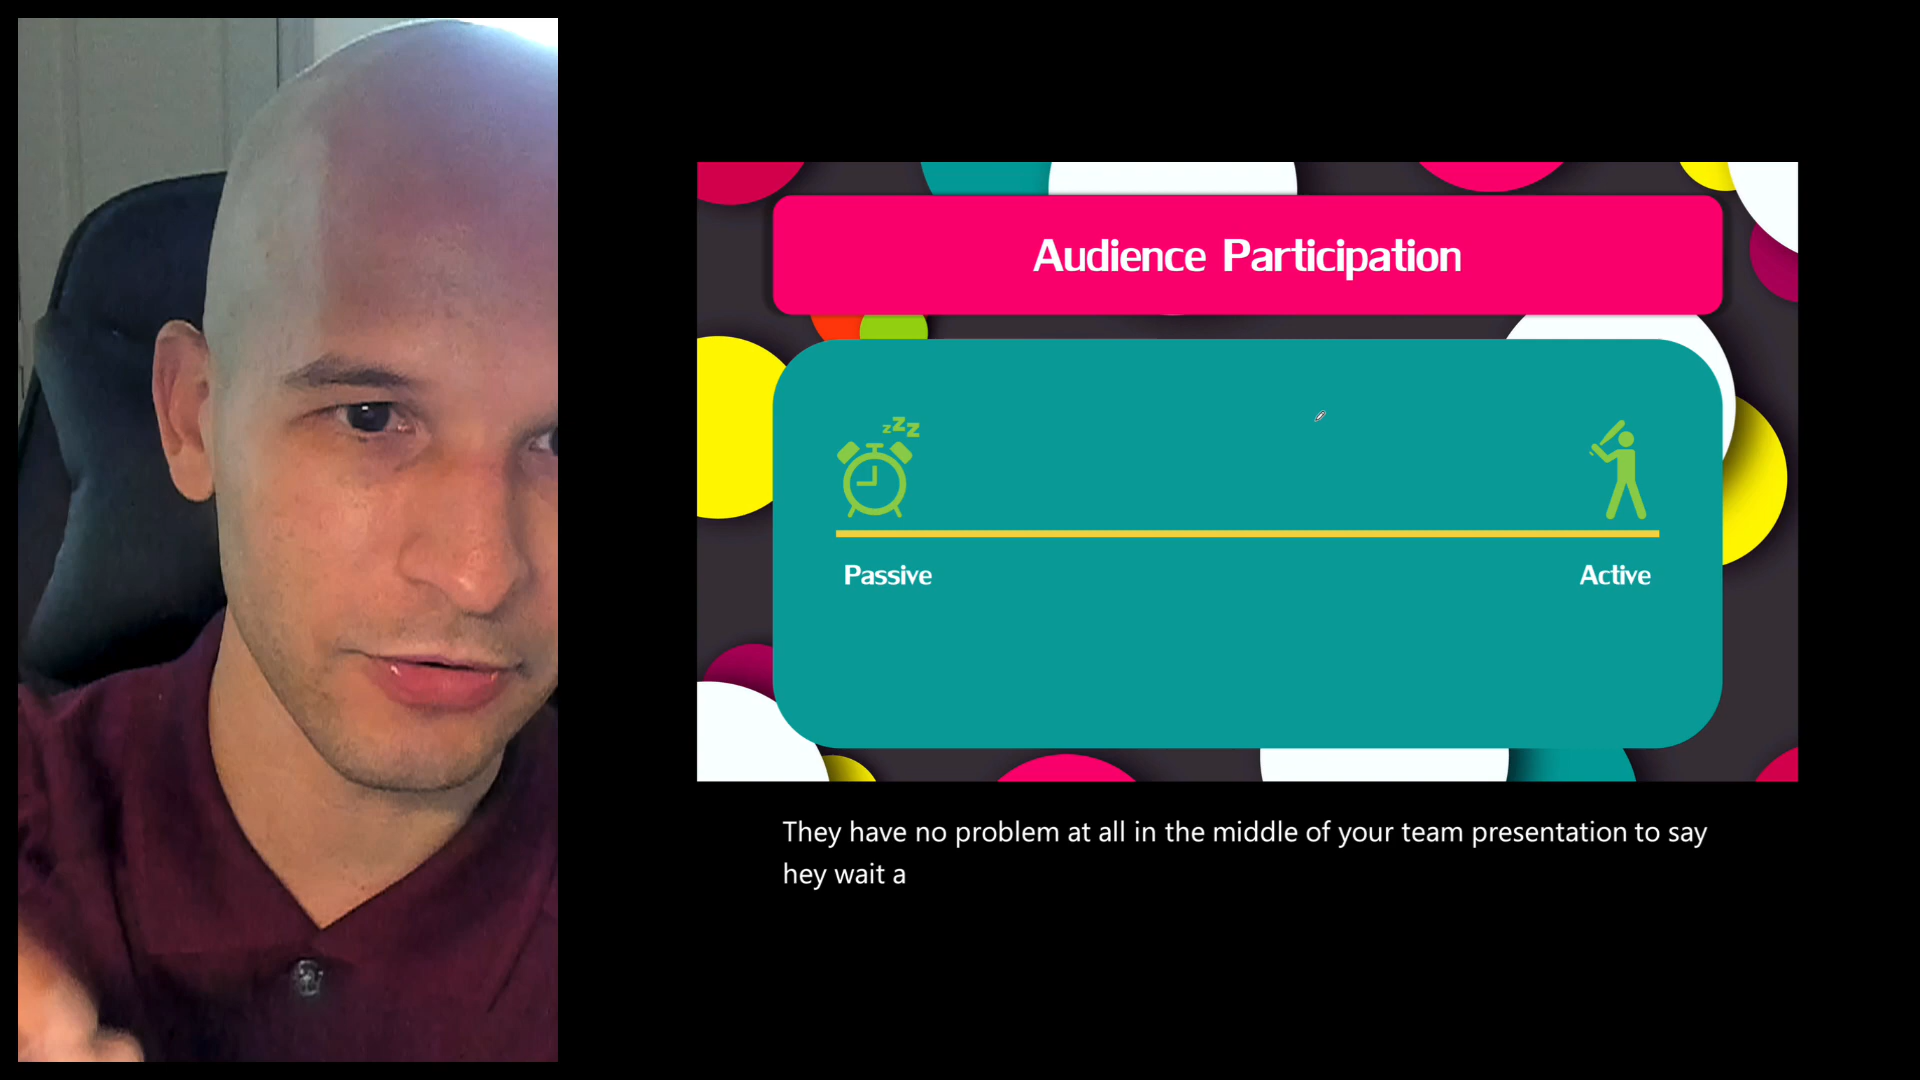 Audience Participation
zzz
Passive
Active
They have no problem at all in the middle of your team presentation to say
hey wait a